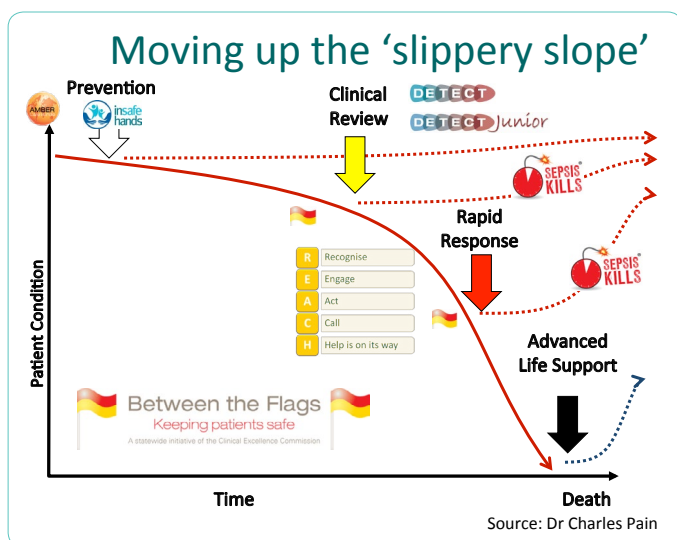 Moving up the ‘slippery slope’
Prevention
AMBER
insafe
hands
Clinical
Review
DETECT
DETECT Junior
SEPSIS
KILLS
Rapid
Response
SEPSIS
KILLS
R Recognise
E Engage
A Act
C Call
H Help is on its way
Advanced
Life Support
Patient Condition
Between the Flags
Keeping patients safe
A statewide initiative of the Clinical Excellence Commission
Time
Death
Source: Dr Charles Pain